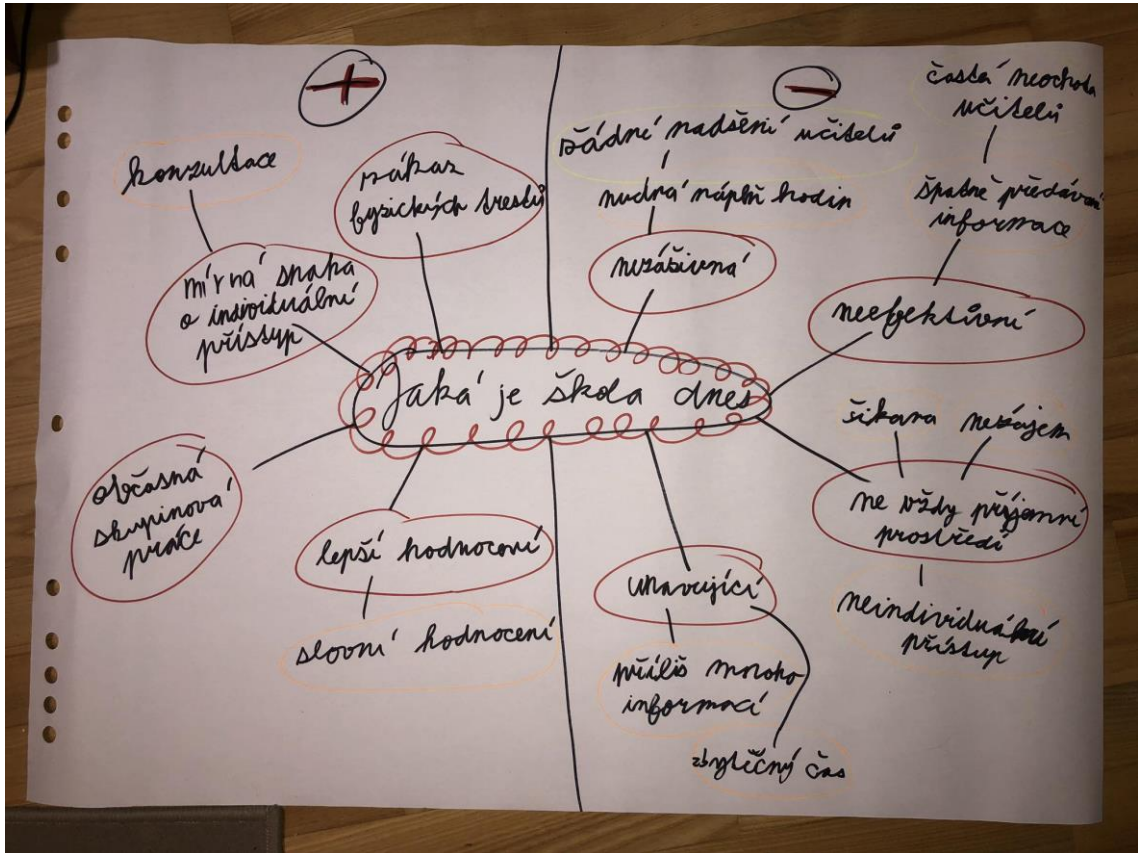 +
konzultace
zákaz
fyzických trestů
mírná snaha
o individuální
přístup
občasná
skupinová
práce
lepší hodnocení
slovní hodnocení
Jaká je škola dnes
-
žádné nadšení učitelů
nudná náplň hodin
nezáživná
častá neochota
učitelů
špatně předávané
informace
neefektivní
šikana
nezájem
ne vždy příjemné
prostředí
neindividuální
přístup
unavující
příliš mnoho
informací
zbytečný čas